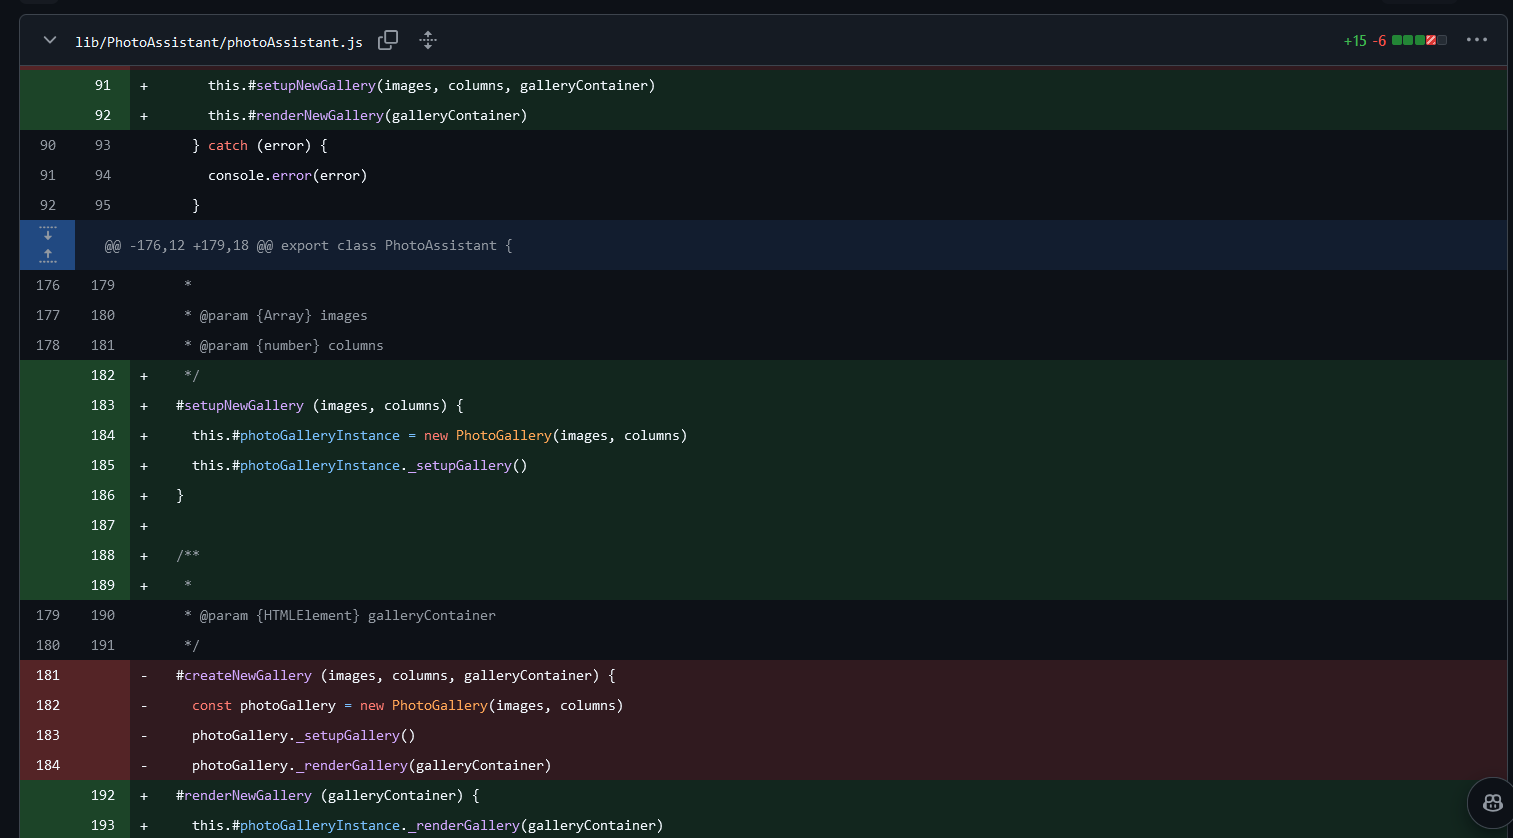 lib/PhotoAssistant/photoAssistant.js +15 -6
91 + this.#setupNewGallery(images, columns, galleryContainer)
92 + this.#renderNewGallery(galleryContainer)
90 93 } catch (error) {
91 94 console.error(error)
92 95 }
@@ -176,12 +179,18 @@ export class PhotoAssistant {
176 179 *
177 180 * @param {Array} images
178 181 * @param {number} columns
182 + */
183 + #setupNewGallery (images, columns) {
184 + this.#photoGalleryInstance = new PhotoGallery(images, columns)
185 + this.#photoGalleryInstance._setupGallery()
186 + }
187 +
188 + /**
189 + *
179 190 * @param {HTMLElement} galleryContainer
180 191 */
181 - #createNewGallery (images, columns, galleryContainer) {
182 - const photoGallery = new PhotoGallery(images, columns)
183 - photoGallery._setupGallery()
184 - photoGallery._renderGallery(galleryContainer)
192 + #renderNewGallery (galleryContainer) {
193 + this.#photoGalleryInstance._renderGallery(galleryContainer)